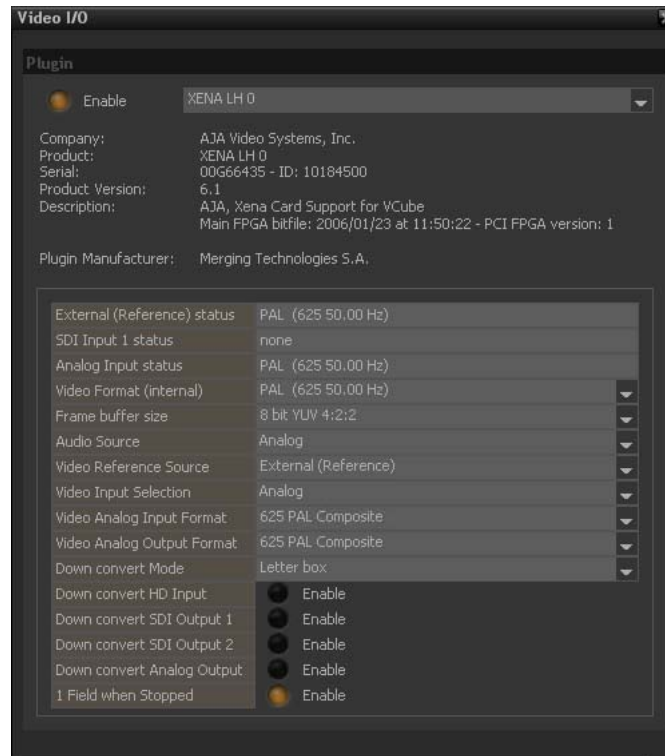 Video I/O
Plugin
Enable XENA LH 0
Company: AJA Video Systems, Inc.
Product: XENA LH 0
Serial: 00G66435 - ID: 10184500
Product Version: 6.1
Description: AJA, Xena Card Support for VCube
Main FPGA bitfile: 2006/01/23 at 11:50:22 - PCI FPGA version: 1
Plugin Manufacturer: Merging Technologies S.A.
External (Reference) status PAL (625 50.00 Hz)
SDI Input 1 status none
Analog Input status PAL (625 50.00 Hz)
Video Format (internal) PAL (625 50.00 Hz)
Frame buffer size 8 bit YUV 4:2:2
Audio Source Analog
Video Reference Source External (Reference)
Video Input Selection Analog
Video Analog Input Format 625 PAL Composite
Video Analog Output Format 625 PAL Composite
Down convert Mode Letter box
Down convert HD Input Enable
Down convert SDI Output 1 Enable
Down convert SDI Output 2 Enable
Down convert Analog Output Enable
1 Field when Stopped Enable